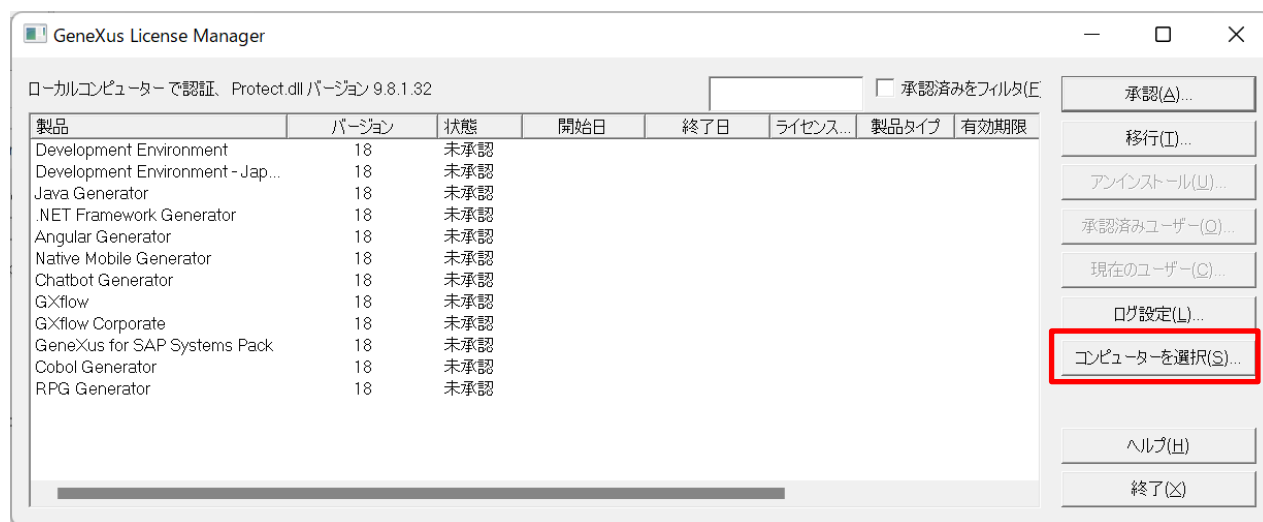 GeneXus License Manager
ローカルコンピューター で認証、 Protect.dll バージョン 9.8.1.32
承認済みをフィルタ(E
製品 バージョン 状態 開始日 終了日 ライセンス... 製品タイプ 有効期限
Development Environment 18 未承認
Development Environment - Jap... 18 未承認
Java Generator 18 未承認
.NET Framework Generator 18 未承認
Angular Generator 18 未承認
Native Mobile Generator 18 未承認
Chatbot Generator 18 未承認
GXflow 18 未承認
GXflow Corporate 18 未承認
GeneXus for SAP Systems Pack 18 未承認
Cobol Generator 18 未承認
RPG Generator 18 未承認
承認(A)...
移行(T)...
アンインストール(U)...
承認済みユーザー(O)...
現在のユーザー(C)...
ログ設定(L)...
コンピューターを選択(S)...
ヘルプ(H)
終了(X)